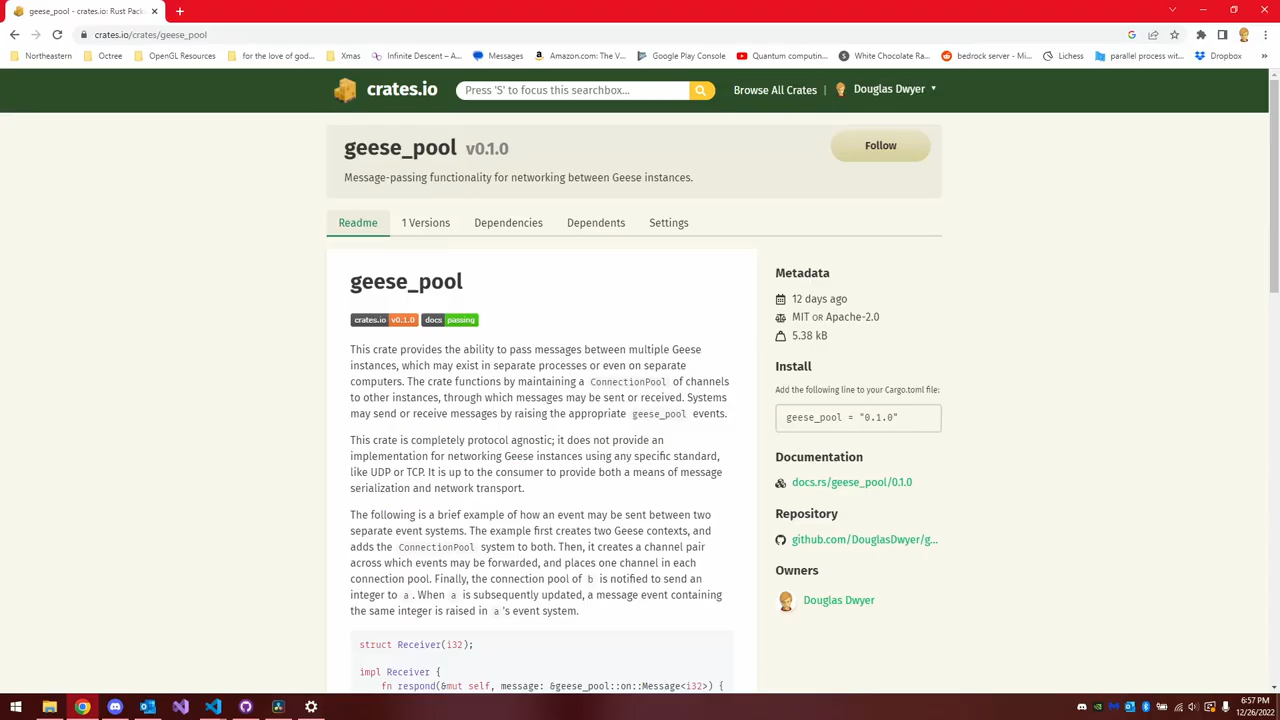 geese_pool - crates.io: Rust Pack
crates.io/crates/geese_pool
Northeastern
Octree
OpenGL Resources
for the love of god...
Xmas
Infinite Descent – A...
Messages
Amazon.com: The V...
Google Play Console
Quantum computin...
White Chocolate Ra...
bedrock server - Mi...
Lichess
parallel process wit...
Dropbox
»
crates.io
Press 'S' to focus this searchbox...
Browse All Crates |
Douglas Dwyer
geese_pool v0.1.0
Follow
Message-passing functionality for networking between Geese instances.
Readme
1 Versions
Dependencies
Dependents
Settings
geese_pool
crates.io v0.1.0 docs passing
This crate provides the ability to pass messages between multiple Geese
instances, which may exist in separate processes or even on separate
computers. The crate functions by maintaining a ConnectionPool of channels
to other instances, through which messages may be sent or received. Systems
may send or receive messages by raising the appropriate geese_pool events.
This crate is completely protocol agnostic; it does not provide an
implementation for networking Geese instances using any specific standard,
like UDP or TCP. It is up to the consumer to provide both a means of message
serialization and network transport.
The following is a brief example of how an event may be sent between two
separate event systems. The example first creates two Geese contexts, and
adds the ConnectionPool system to both. Then, it creates a channel pair
across which events may be forwarded, and places one channel in each
connection pool. Finally, the connection pool of b is notified to send an
integer to a. When a is subsequently updated, a message event containing
the same integer is raised in a's event system.
struct Receiver(i32);
impl Receiver {
fn respond(&mut self, message: &geese_pool::on::Message<i32>) {
Metadata
12 days ago
MIT OR Apache-2.0
5.38 kB
Install
Add the following line to your Cargo.toml file:
geese_pool = "0.1.0"
Documentation
docs.rs/geese_pool/0.1.0
Repository
github.com/DouglasDwyer/g...
Owners
Douglas Dwyer
6:57 PM
12/26/2022